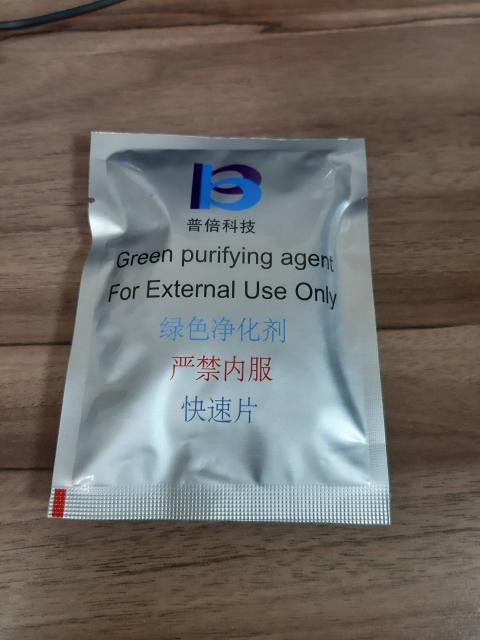 普倍科技
Green purifying agent
For External Use Only
绿色净化剂
严禁内服
快速片